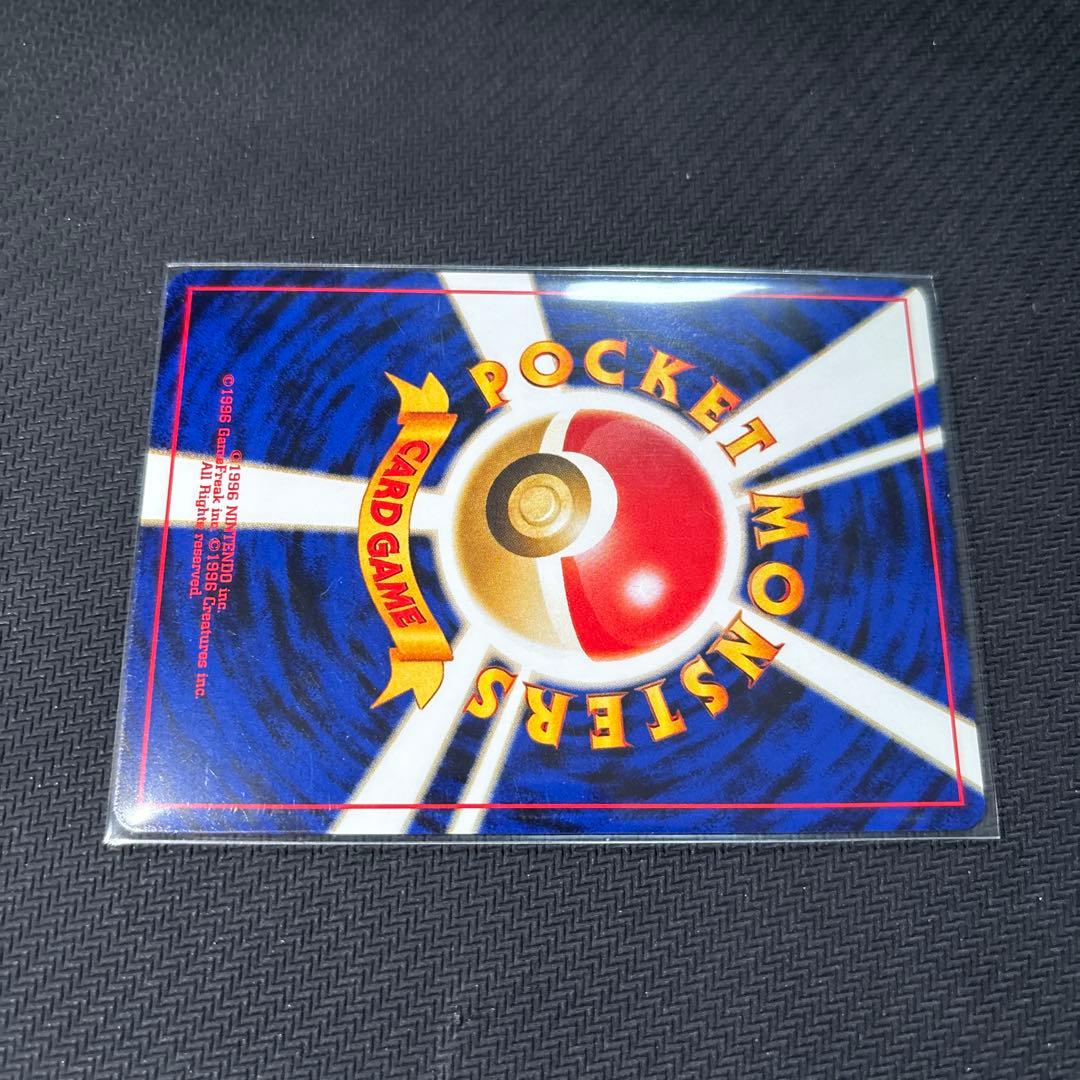 POCKET MONSTERS
CARD GAME
©1996 NINTENDO inc.
©1996 GameFreak inc. ©1996 Creatures inc.
All Rights reserved.